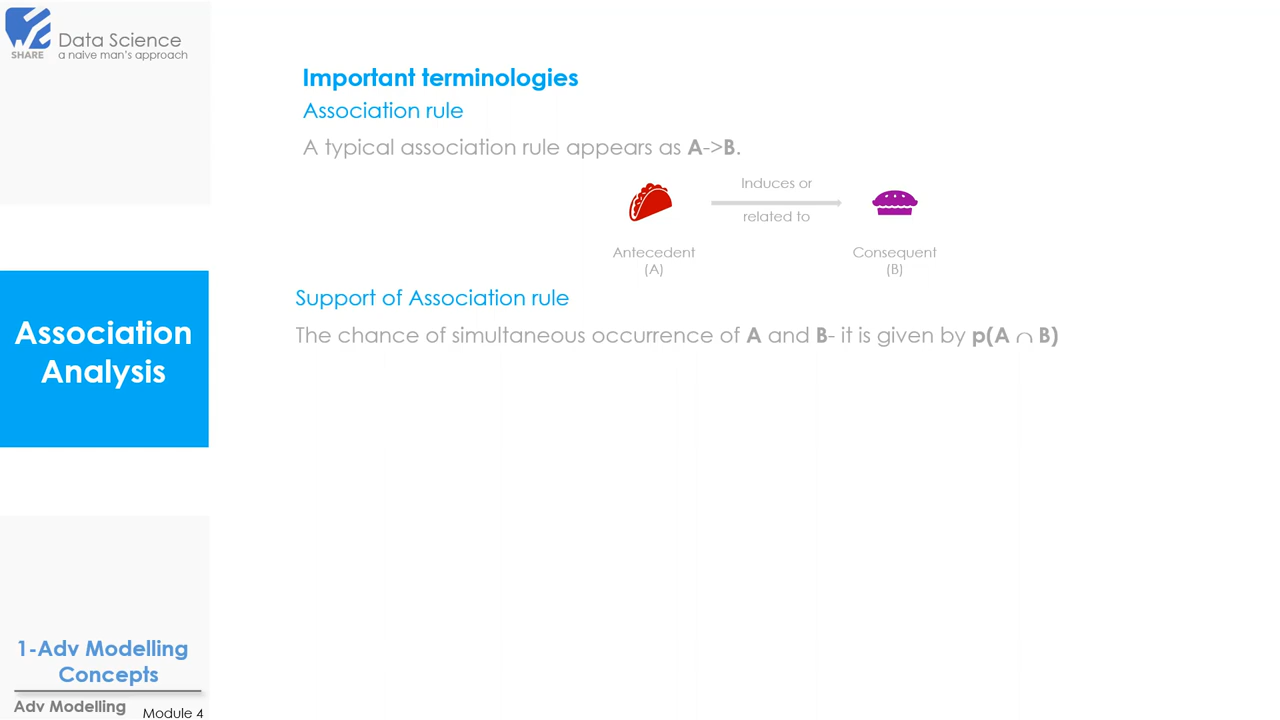 SHARE
Data Science
a naive man's approach
Important terminologies
Association rule
A typical association rule appears as A->B.
Induces or
related to
Antecedent
(A)
Consequent
(B)
Support of Association rule
The chance of simultaneous occurrence of A and B- it is given by p(A ∩ B)
Association
Analysis
1-Adv Modelling
Concepts
Adv Modelling
Module 4